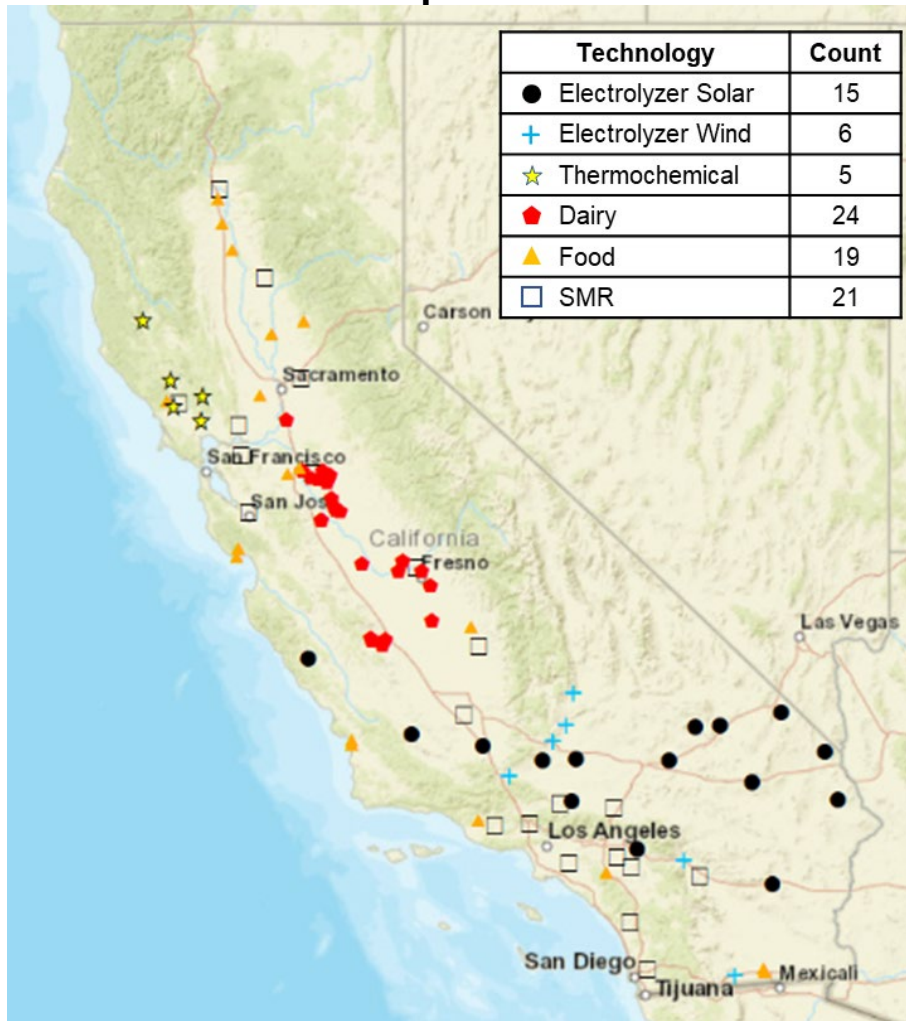 Technology Count
Electrolyzer Solar 15
Electrolyzer Wind 6
Thermochemical 5
Dairy 24
Food 19
SMR 21
Carson
Sacramento
San Francisco
San Jos
California
Fresno
Las Vegas
Los Angeles
San Diego
Mexicali
Tijuana